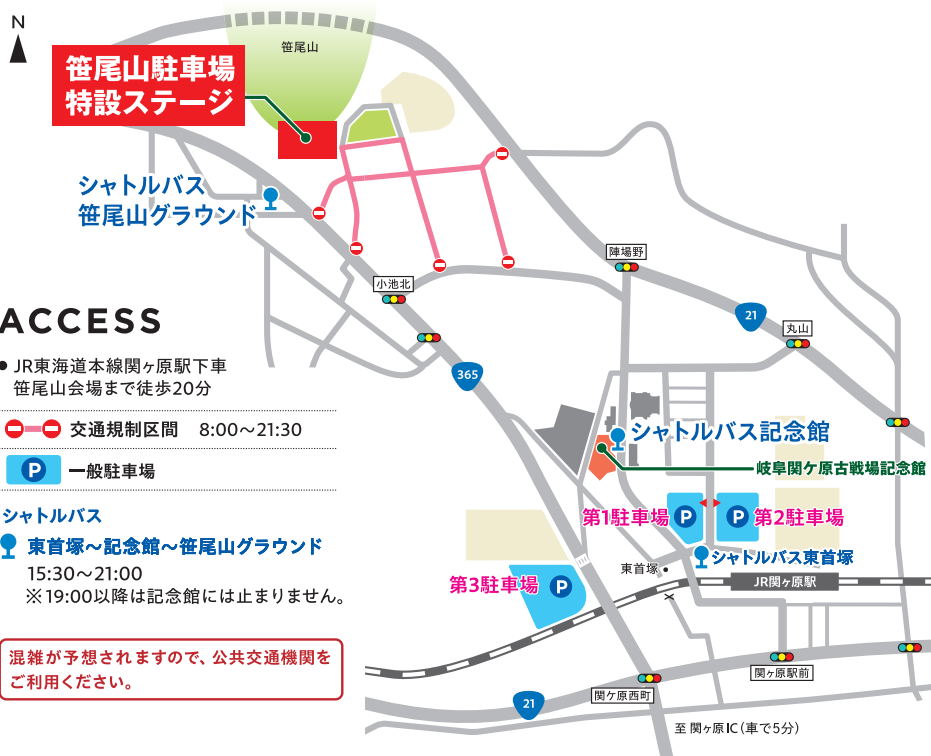 N
笹尾山
笹尾山駐車場
特設ステージ
シャトルバス
笹尾山グラウンド
陣場野
小池北
21
丸山
365
ACCESS
● JR東海道本線関ヶ原駅下車
笹尾山会場まで徒歩20分
交通規制区間 8:00～21:30
P 一般駐車場
シャトルバス
東首塚～記念館～笹尾山グラウンド
15:30～21:00
※19:00以降は記念館には止まりません。
混雑が予想されますので、公共交通機関を
ご利用ください。
シャトルバス記念館
岐阜関ケ原古戦場記念館
第1駐車場 P
P 第2駐車場
シャトルバス東首塚
東首塚
JR関ヶ原駅
第3駐車場 P
関ヶ原駅前
関ケ原西町
21
至 関ヶ原IC（車で5分）